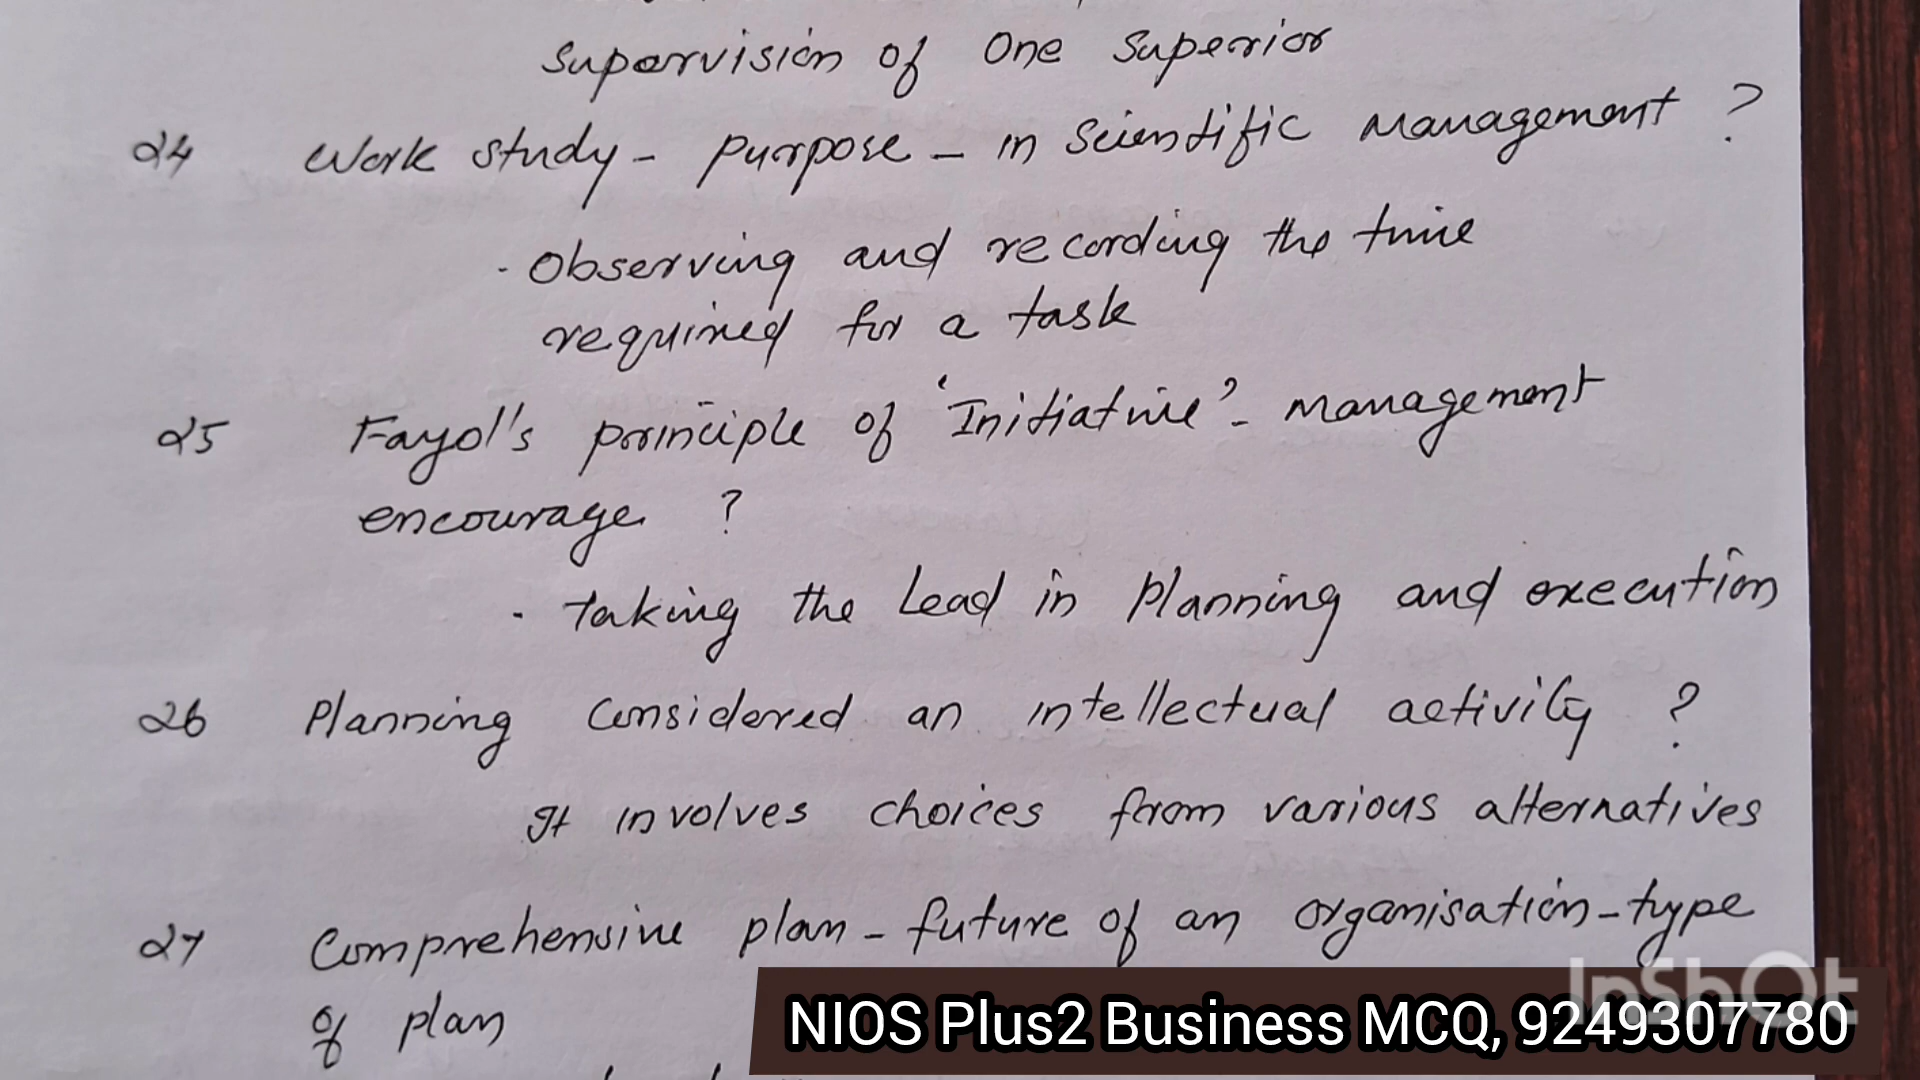 Supervision of One Superior
24 Work study - purpose - in Scientific Management ?
· Observing and recording the time
required for a task
25 Fayol's principle of 'Initiative' - Management
encourage ?
· Taking the Lead in Planning and execution
26 Planning Considered an intellectual activity ?
It involves choices from various alternatives
27 Comprehensive plan - future of an organisation - type
of plan
InShOt
NIOS Plus2 Business MCQ, 9249307780